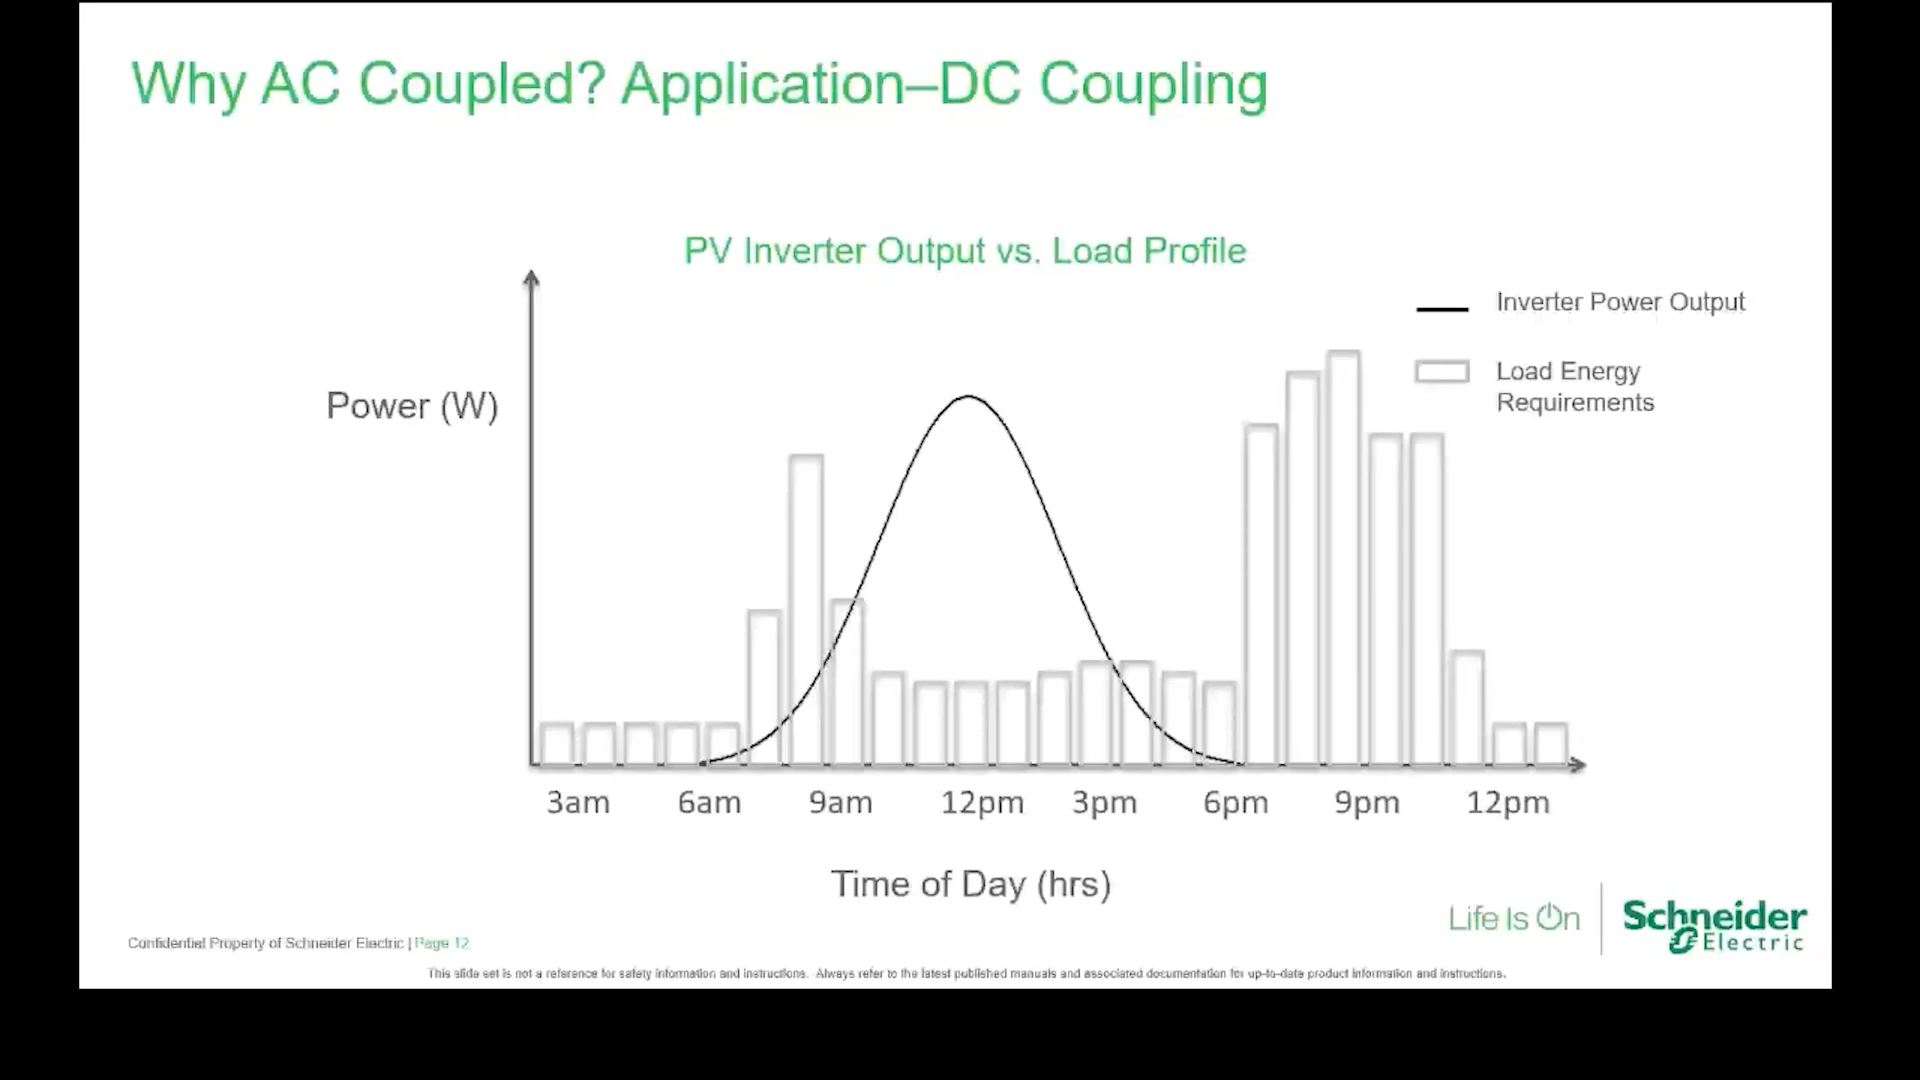 Why AC Coupled? Application–DC Coupling
PV Inverter Output vs. Load Profile
Inverter Power Output
Load Energy
Requirements
Power (W)
3am 6am 9am 12pm 3pm 6pm 9pm 12pm
Time of Day (hrs)
Life Is On
Schneider
Electric
Confidential Property of Schneider Electric | Page 12
This slide set is not a reference for safety information and instructions. Always refer to the latest published manuals and associated documentation for up-to-date product information and instructions.